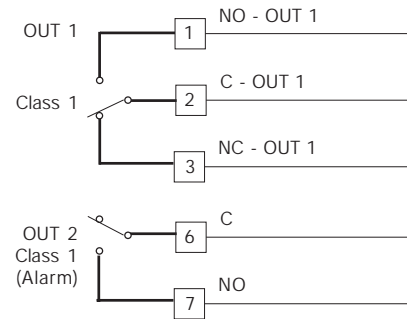 OUT 1
1
NO - OUT 1
Class 1
2
C - OUT 1
3
NC - OUT 1
OUT 2
Class 1
(Alarm)
6
C
7
NO